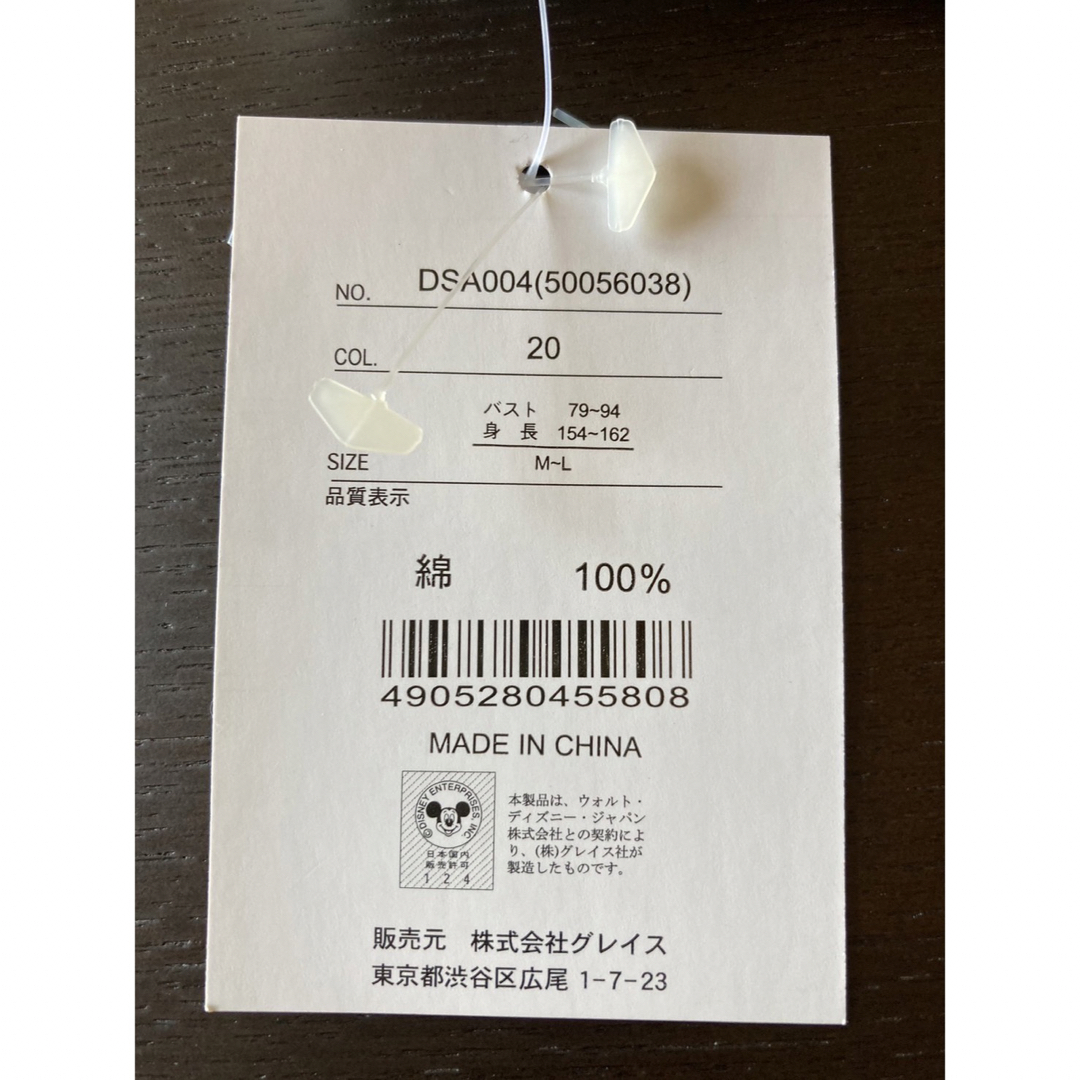 NO. DSA004(50056038)
COL. 20
バスト 79~94
身 長 154~162
SIZE M~L
品質表示
綿 100%
4905280455808
MADE IN CHINA
©DISNEY ENTERPRISES, INC
日本国内
販売許可
1 2 4
本製品は、ウォルト・
ディズニー・ジャパン
株式会社との契約によ
り、(株)グレイス社が
製造したものです。
販売元 株式会社グレイス
東京都渋谷区広尾 1-7-23